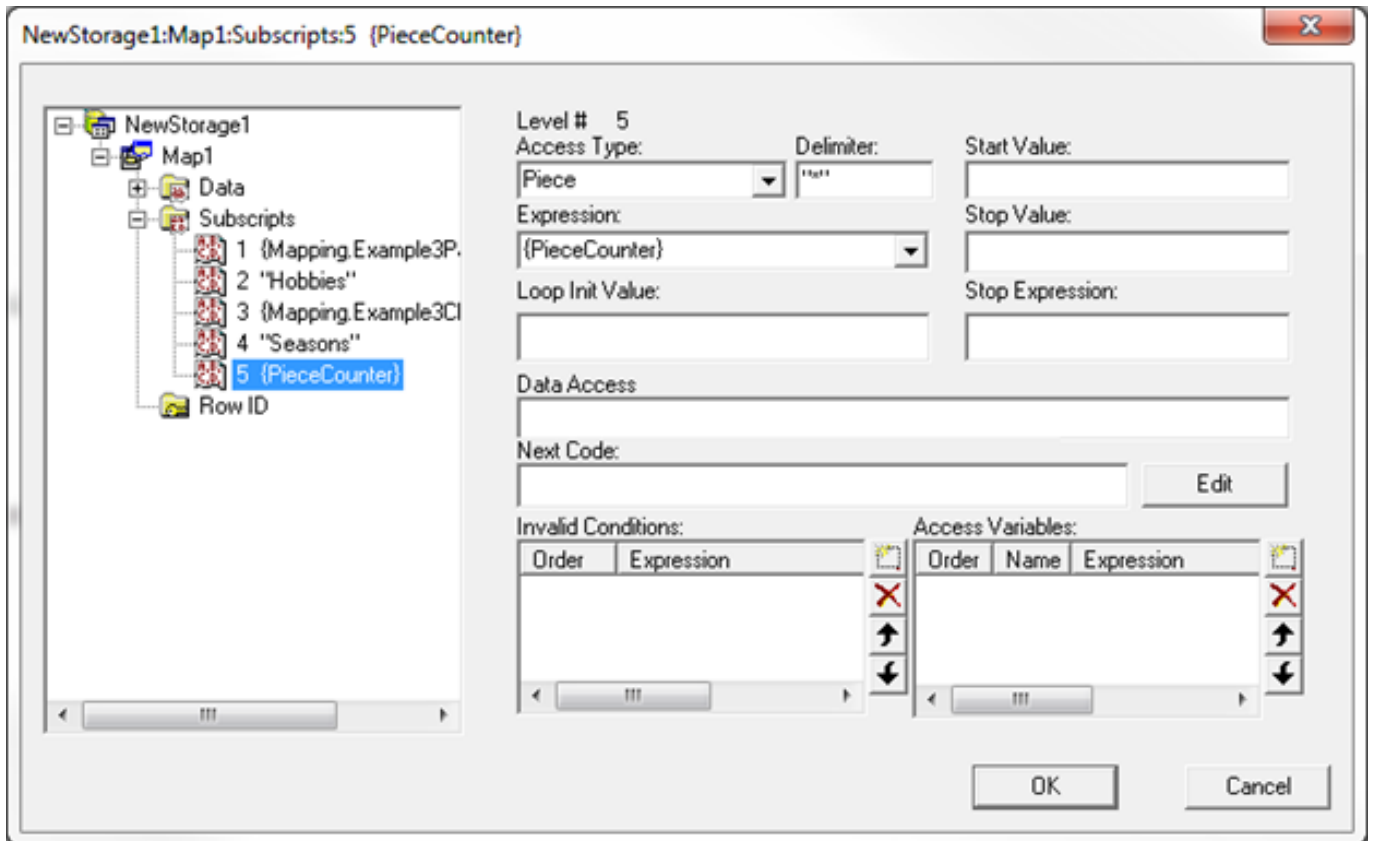 NewStorage1:Map1:Subscripts:5 {PieceCounter}
NewStorage1
Map1
Data
Subscripts
1 {Mapping.Example3P.
2 "Hobbies"
3 {Mapping.Example3Cl
4 "Seasons"
5 {PieceCounter}
Row ID
Level # 5
Access Type: Delimiter: Start Value:
Piece "*"
Expression: Stop Value:
{PieceCounter}
Loop Init Value: Stop Expression:
Data Access
Next Code:
Edit
Invalid Conditions: Access Variables:
Order Expression Order Name Expression
OK Cancel